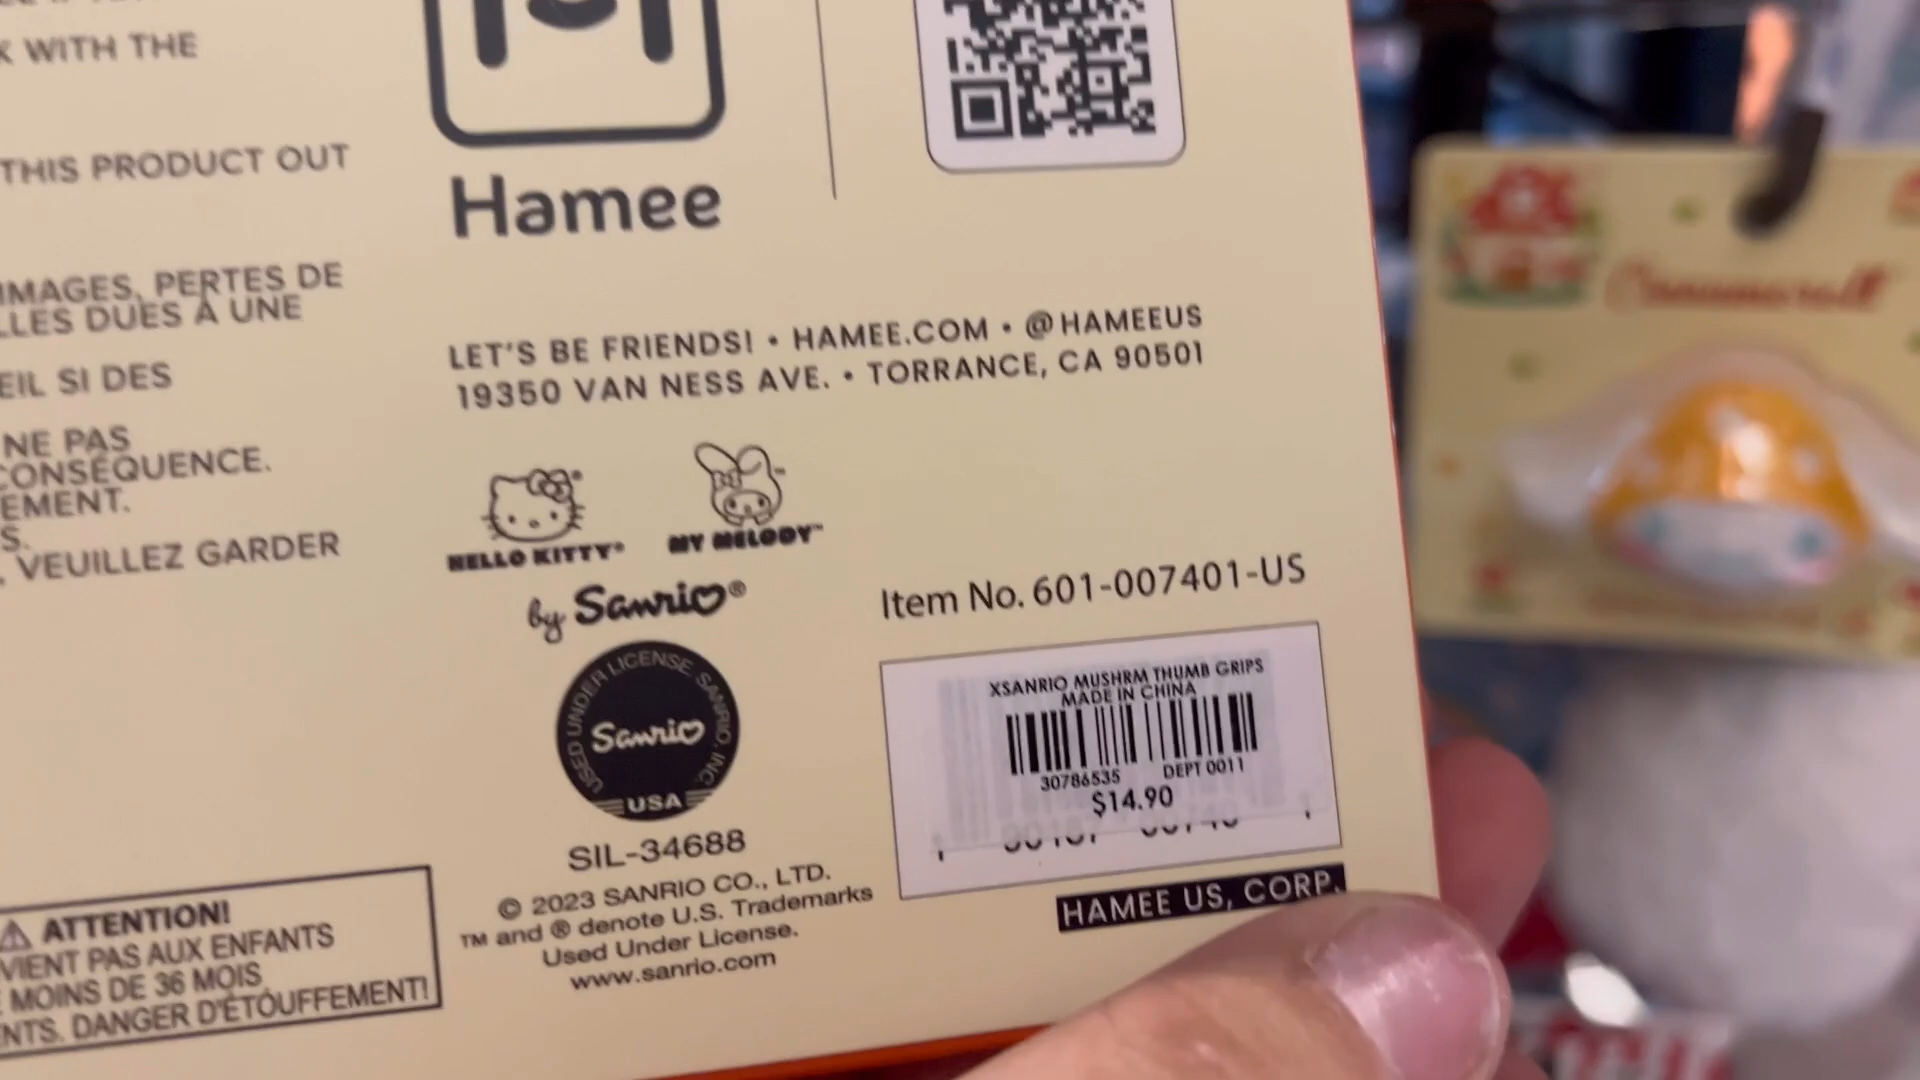 K WITH THE
THIS PRODUCT OUT
IMAGES, PERTES DE
LLES DUES À UNE
EIL SI DES
NE PAS
CONSÉQUENCE.
EMENT.
S.
, VEUILLEZ GARDER
⚠ ATTENTION!
VIENT PAS AUX ENFANTS
MOINS DE 36 MOIS
NTS. DANGER D'ÉTOUFFEMENT!
Hamee
LET'S BE FRIENDS! • HAMEE.COM • @HAMEEUS
19350 VAN NESS AVE. • TORRANCE, CA 90501
HELLO KITTY®
MY MELODY™
by Sanrio®
USED UNDER LICENSE. SANRIO, INC.
Sanrio
USA
SIL-34688
© 2023 SANRIO CO., LTD.
™ and ® denote U.S. Trademarks
Used Under License.
www.sanrio.com
Item No. 601-007401-US
XSANRIO MUSHRM THUMB GRIPS
MADE IN CHINA
30786535 DEPT 0011
$14.90
HAMEE US, CORP.
Cinnamoroll